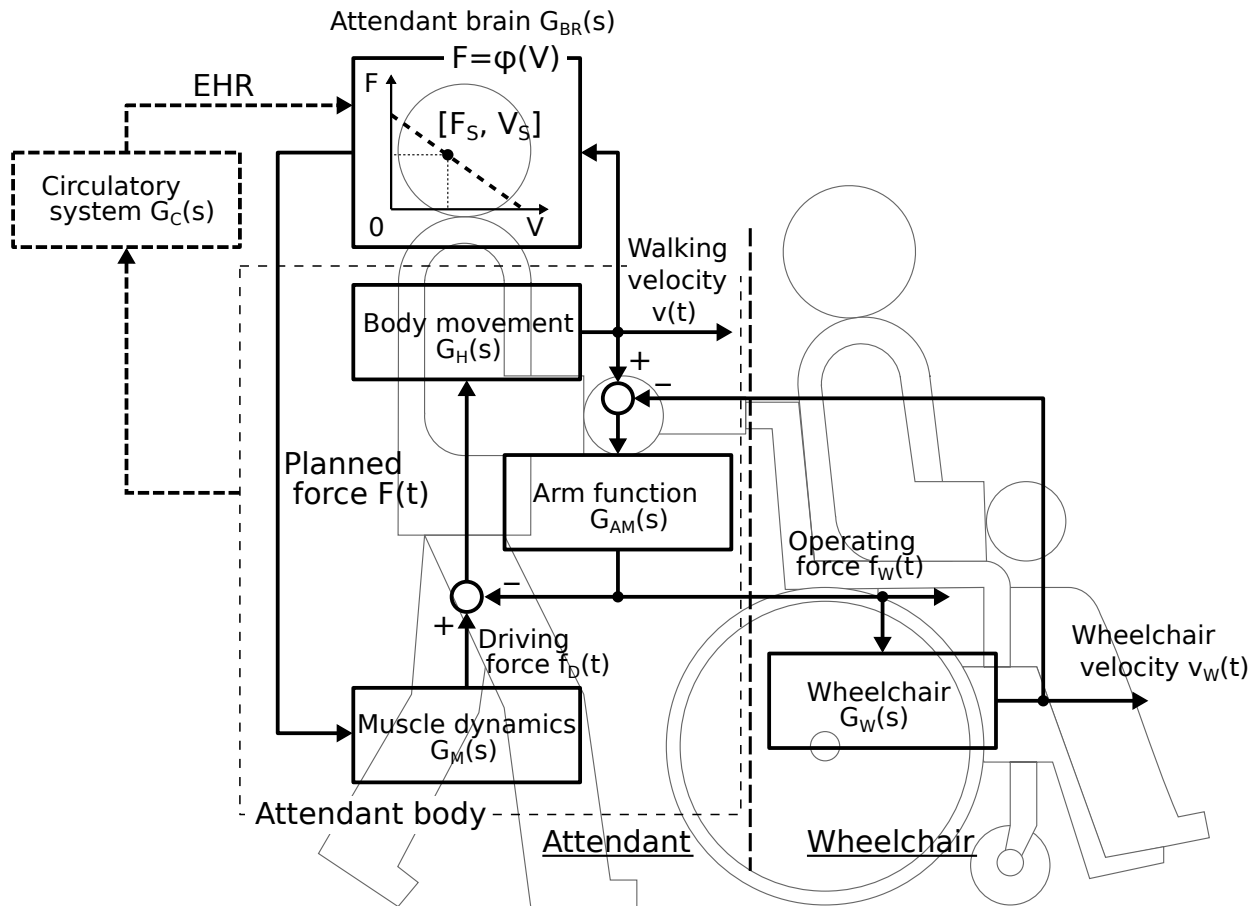 Attendant brain G_BR(s)
F=φ(V)
EHR
F
[F_S, V_S]
0
V
Circulatory
system G_C(s)
Walking
velocity
v(t)
Body movement
G_H(s)
+
−
Planned
force F(t)
Arm function
G_AM(s)
Operating
force f_W(t)
−
+
Driving
force f_D(t)
Wheelchair
velocity v_W(t)
Wheelchair
G_W(s)
Muscle dynamics
G_M(s)
Attendant body
Attendant
Wheelchair